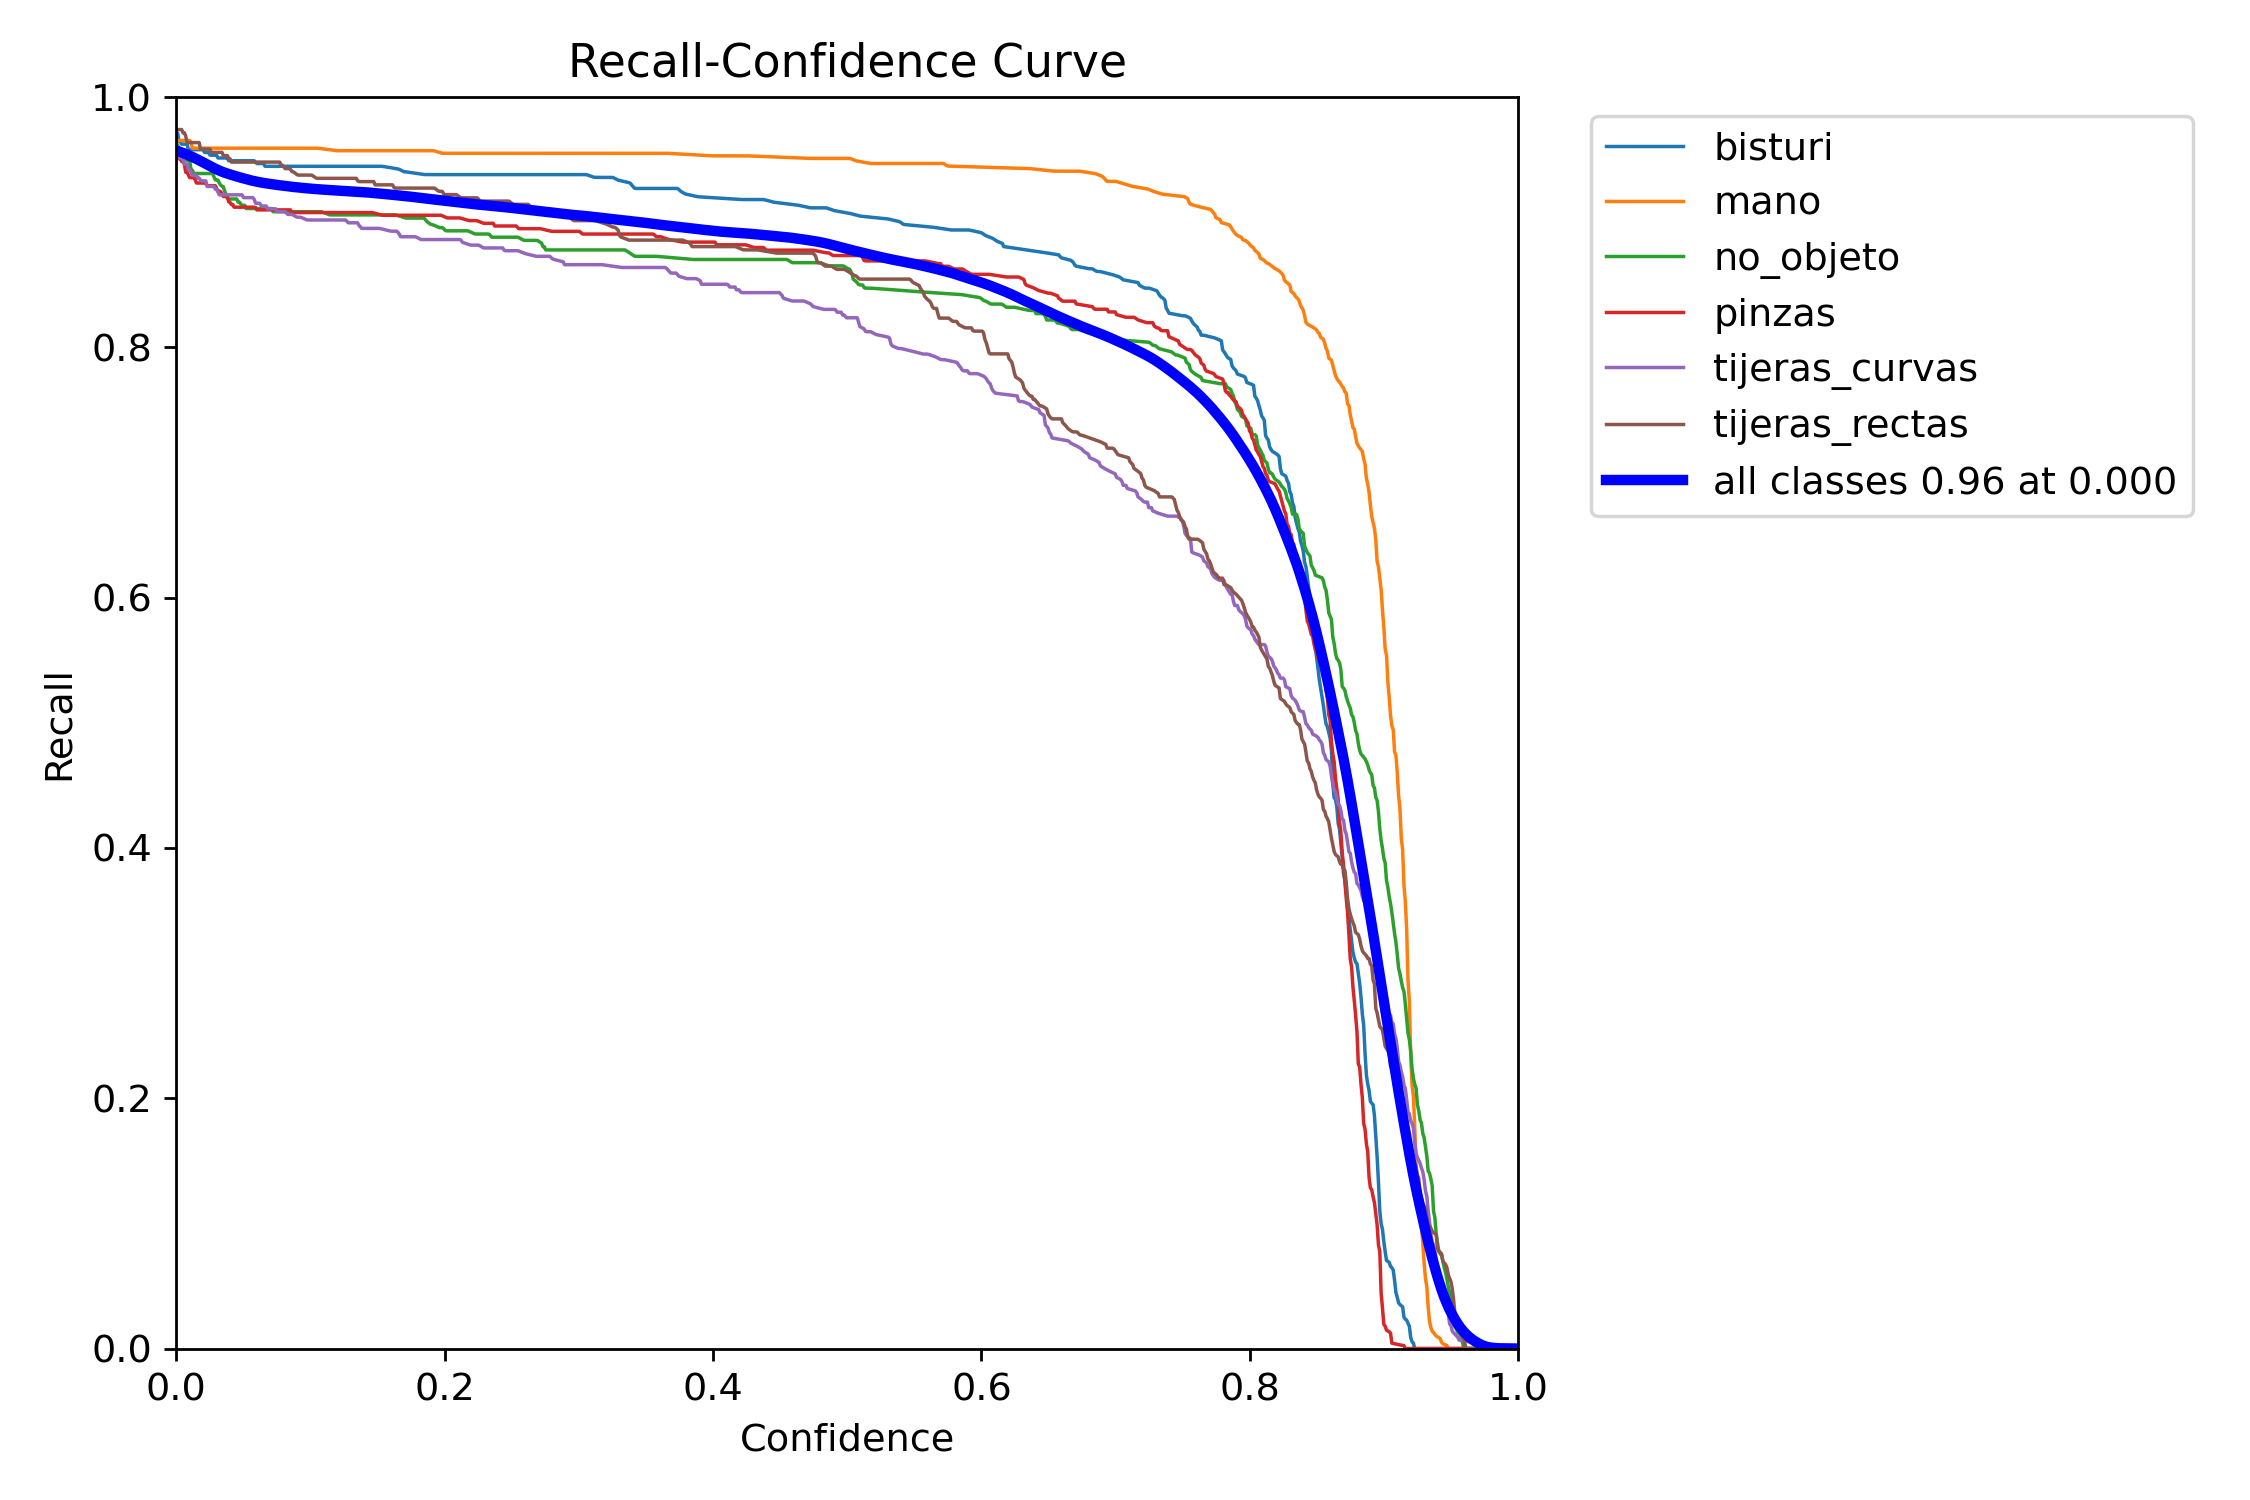 Recall-Confidence Curve
1.0
0.8
0.6
0.4
0.2
0.0
Recall
0.0 0.2 0.4 0.6 0.8 1.0
Confidence
bisturi
mano
no_objeto
pinzas
tijeras_curvas
tijeras_rectas
all classes 0.96 at 0.000